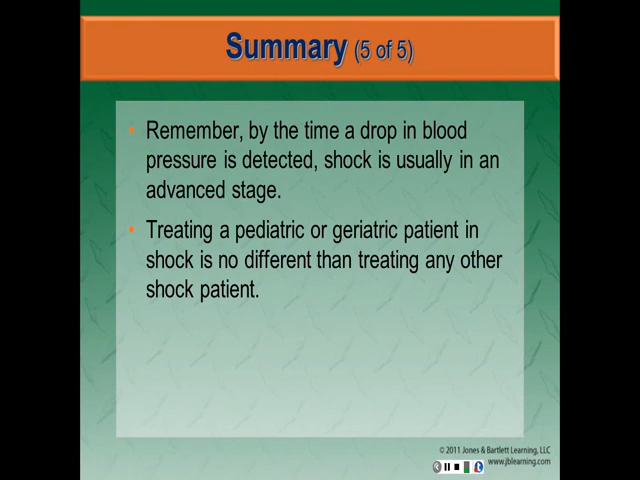 Summary (5 of 5)
• Remember, by the time a drop in blood
pressure is detected, shock is usually in an
advanced stage.
• Treating a pediatric or geriatric patient in
shock is no different than treating any other
shock patient.
© 2011 Jones & Bartlett Learning, LLC
www.jblearning.com